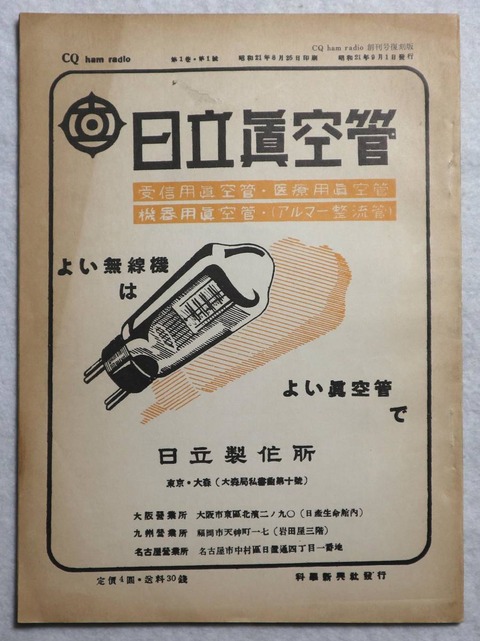 CQ ham radio 創刊号復刻版
CQ ham radio 第1巻・第1號 昭和21年8月25日印刷 昭和21年9月1日發行
日立眞空管
受信用眞空管・医療用眞空管
機器用眞空管・(アルマー整流管)
よい無線機
は
よい眞空管
で
日立製作所
東京・大森(大森局私書凾第十號)
大阪營業所 大阪市東區北濱二ノ九〇(日產生命館內)
九州營業所 福岡市天神町一七(岩田屋三階)
名古屋營業所 名古屋市中村區日置通四丁目一番地
定價4圓・送料30錢 科學新興社發行